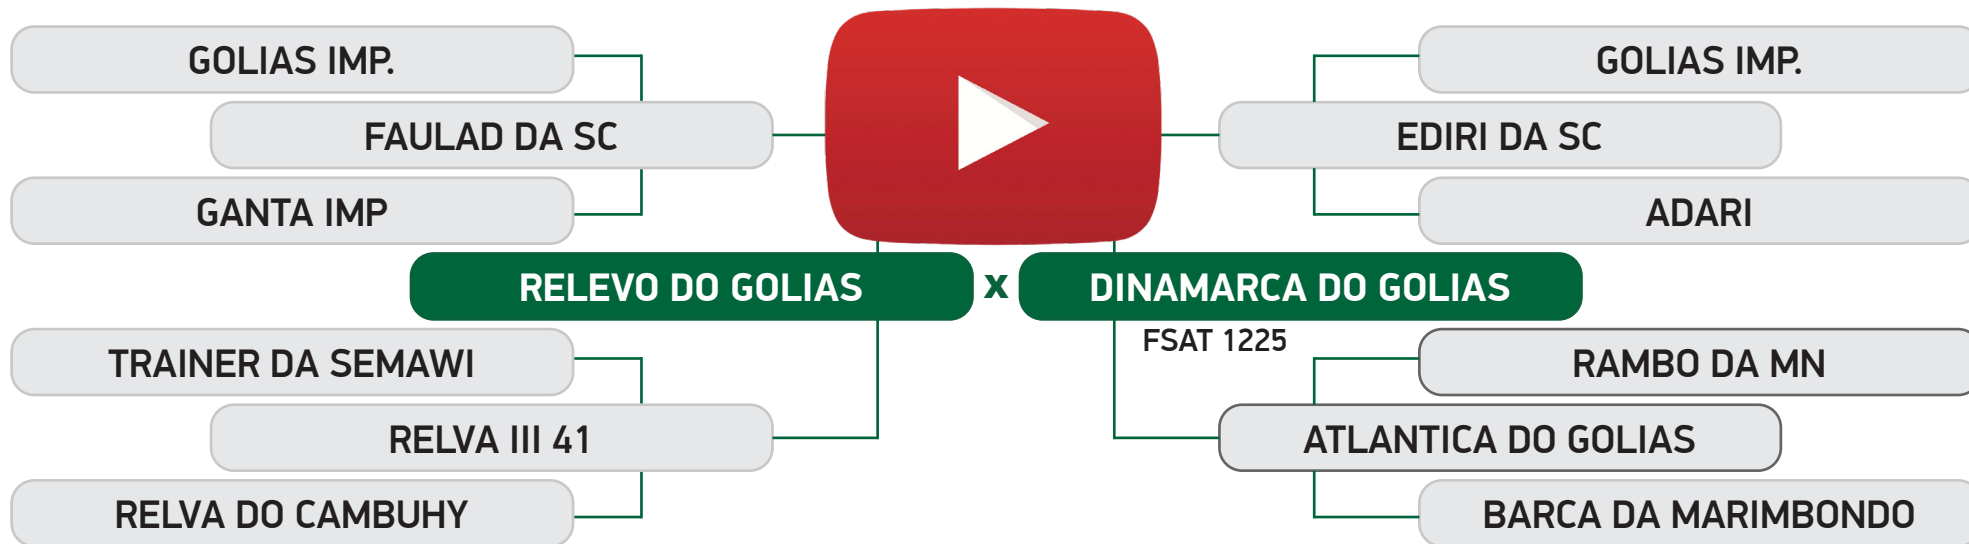 GOLIAS IMP.
GOLIAS IMP.
FAULAD DA SC
EDIRI DA SC
GANTA IMP
ADARI
RELEVO DO GOLIAS x DINAMARCA DO GOLIAS
FSAT 1225
TRAINER DA SEMAWI
RAMBO DA MN
RELVA III 41
ATLANTICA DO GOLIAS
RELVA DO CAMBUHY
BARCA DA MARIMBONDO